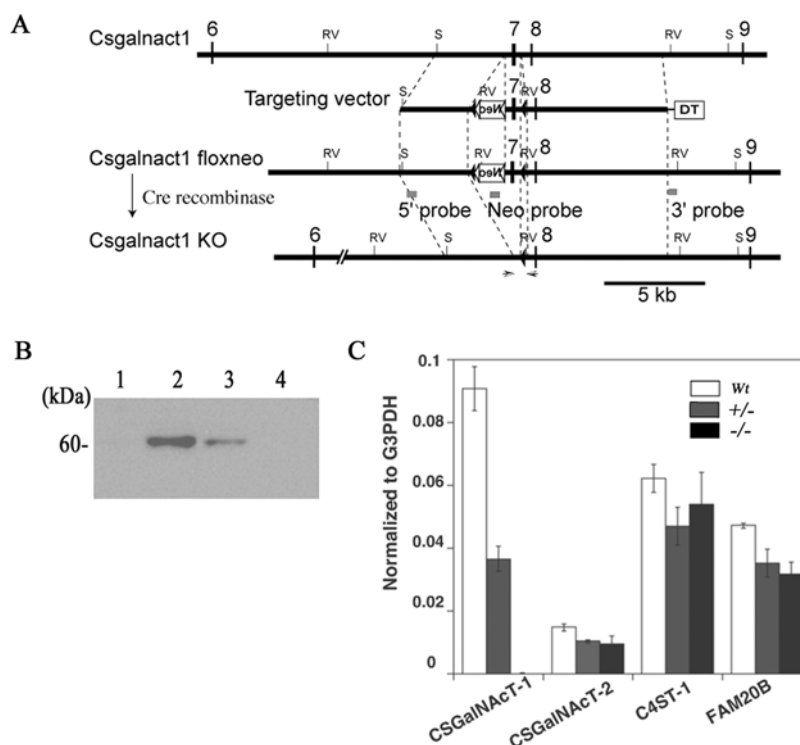 A
6 RV S 7 8 RV S 9
Csgalnact1
7
S RV RV 8
Targeting vector Neo DT
7
RV S RV RV 8 RV S 9
Csgalnact1 floxneo Neo
Cre recombinase
5' probe Neo probe 3' probe
Csgalnact1 KO
6 RV S RV 8 RV S 9
5 kb
B
(kDa) 1 2 3 4
60-
C
0.1
0.08
0.06
0.04
0.02
0
Normalized to G3PDH
Wt
+/-
-/-
CSGalNAcT-1
CSGalNAcT-2
C4ST-1
FAM20B